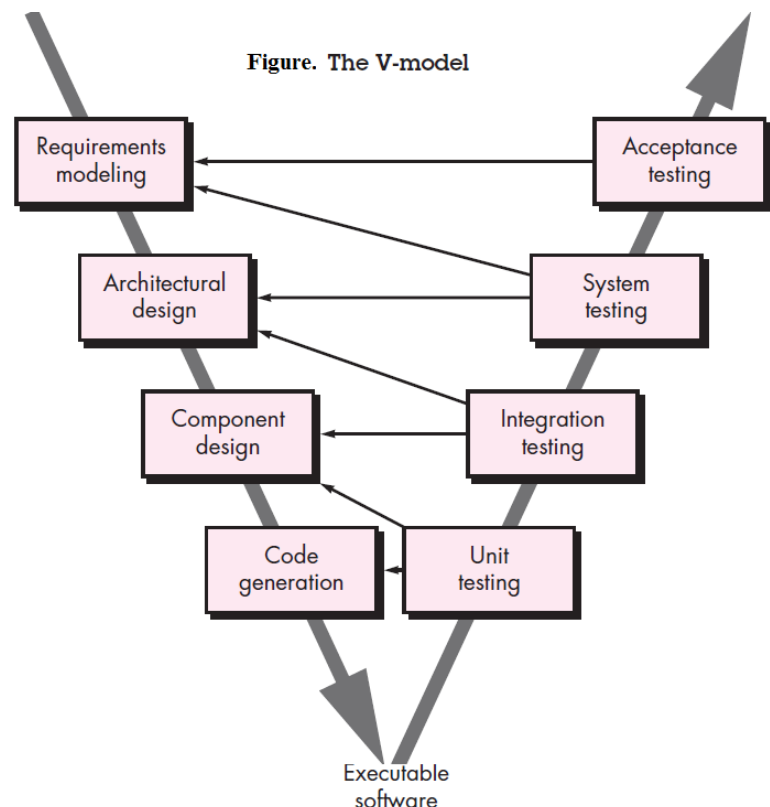 Figure. The V-model
Requirements
modeling
Acceptance
testing
Architectural
design
System
testing
Component
design
Integration
testing
Code
generation
Unit
testing
Executable
software